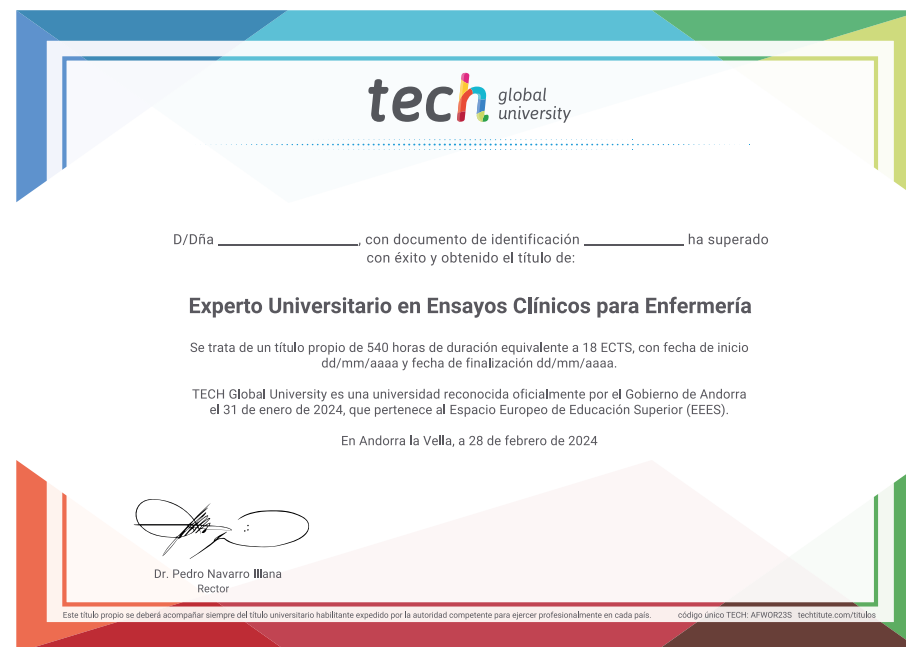 tech global
university
D/Dña ____________, con documento de identificación ____________ ha superado
con éxito y obtenido el título de:
Experto Universitario en Ensayos Clínicos para Enfermería
Se trata de un título propio de 540 horas de duración equivalente a 18 ECTS, con fecha de inicio
dd/mm/aaaa y fecha de finalización dd/mm/aaaa.
TECH Global University es una universidad reconocida oficialmente por el Gobierno de Andorra
el 31 de enero de 2024, que pertenece al Espacio Europeo de Educación Superior (EEES).
En Andorra la Vella, a 28 de febrero de 2024
Dr. Pedro Navarro Illana
Rector
Este título propio se deberá acompañar siempre del título universitario habilitante expedido por la autoridad competente para ejercer profesionalmente en cada país. código único TECH: AFWOR23S techtitute.com/titulos